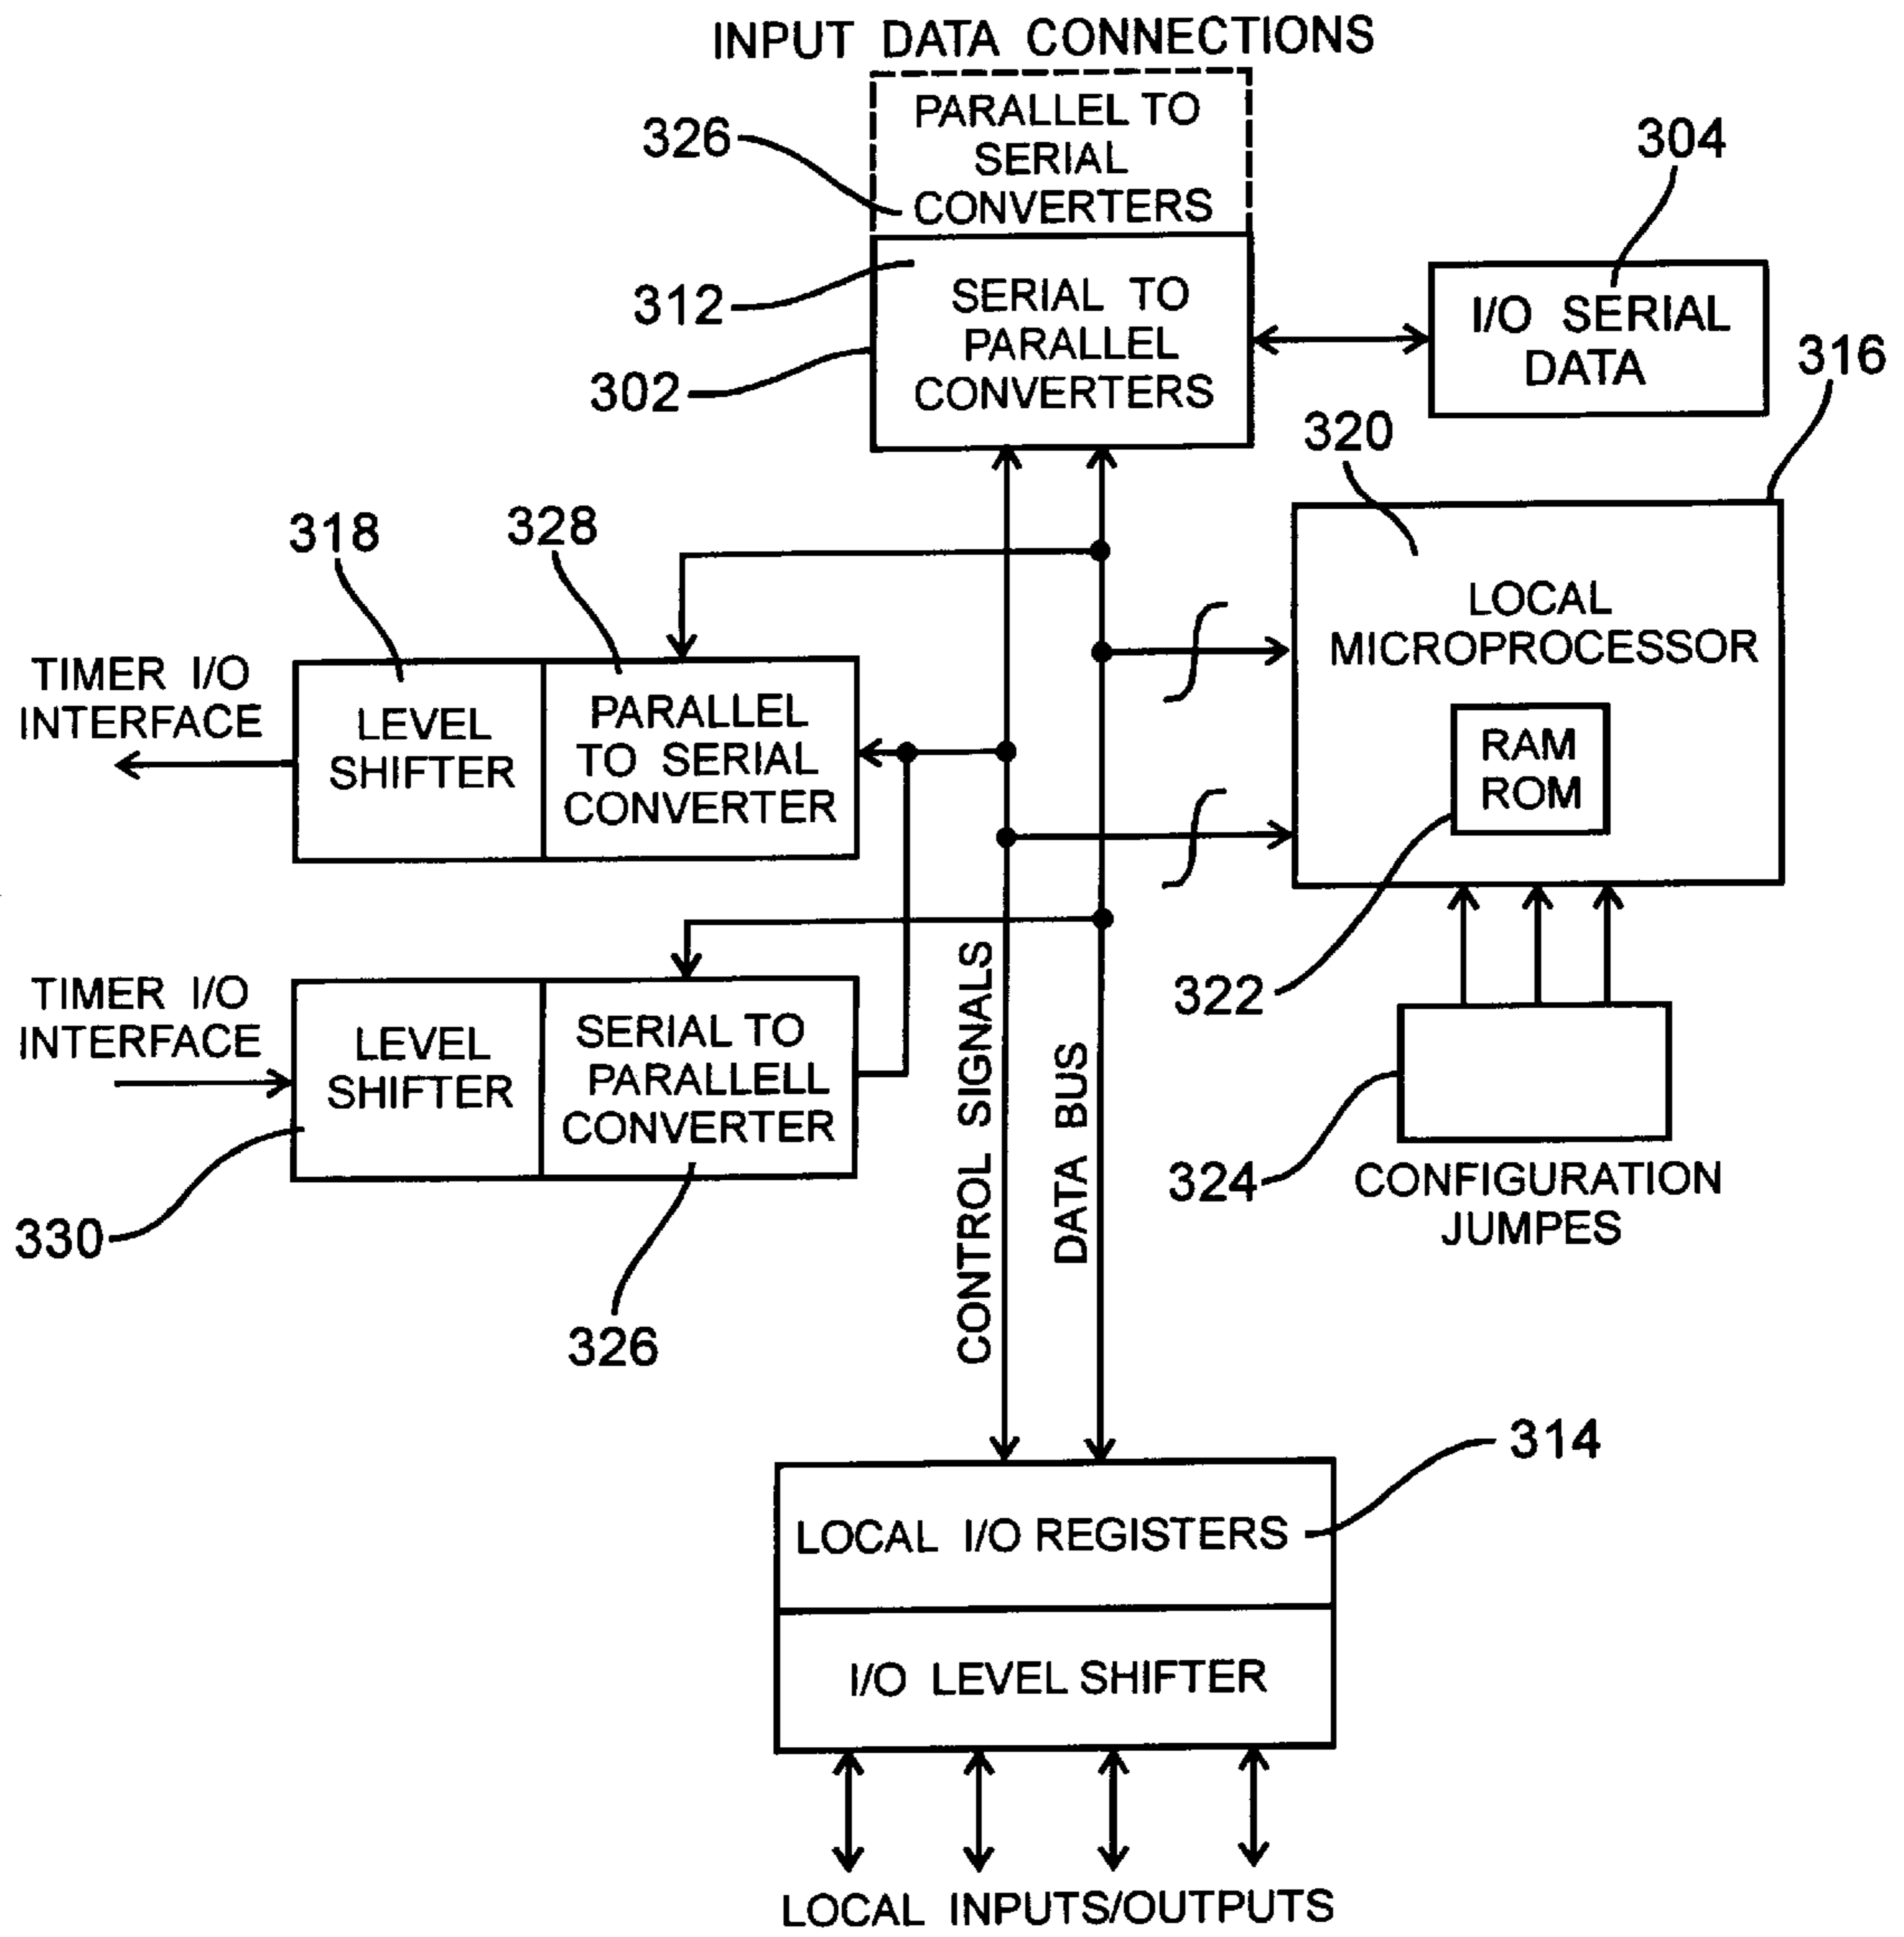 INPUT DATA CONNECTIONS
PARALLEL TO
SERIAL
CONVERTERS
326
304
312
SERIAL TO
PARALLEL
CONVERTERS
302
I/O SERIAL
DATA
316
320
318
328
LOCAL
MICROPROCESSOR
RAM
ROM
TIMER I/O
INTERFACE
LEVEL
SHIFTER
PARALLEL
TO SERIAL
CONVERTER
322
TIMER I/O
INTERFACE
LEVEL
SHIFTER
SERIAL TO
PARALLELL
CONVERTER
330
326
CONTROL SIGNALS
DATA BUS
324
CONFIGURATION
JUMPES
314
LOCAL I/O REGISTERS
I/O LEVEL SHIFTER
LOCAL INPUTS/OUTPUTS